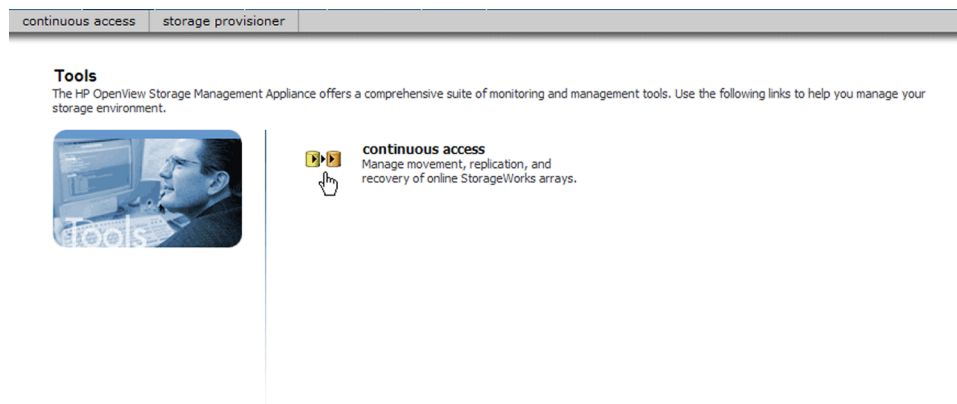 continuous access storage provisioner
Tools
The HP OpenView Storage Management Appliance offers a comprehensive suite of monitoring and management tools. Use the following links to help you manage your
storage environment.
Tools
continuous access
Manage movement, replication, and
recovery of online StorageWorks arrays.